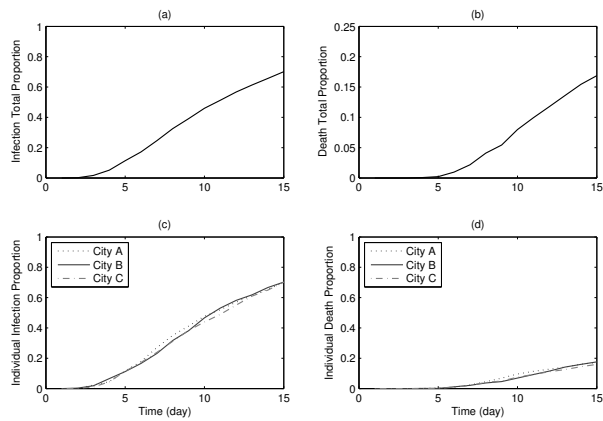 (a)
Infection Total Proportion
1
0.8
0.6
0.4
0.2
0
0 5 10 15
(b)
Death Total Proportion
0.25
0.2
0.15
0.1
0.05
0
0 5 10 15
(c)
Individual Infection Proportion
1
0.8
0.6
0.4
0.2
0
City A
City B
City C
0 5 10 15
Time (day)
(d)
Individual Death Proportion
1
0.8
0.6
0.4
0.2
0
City A
City B
City C
0 5 10 15
Time (day)